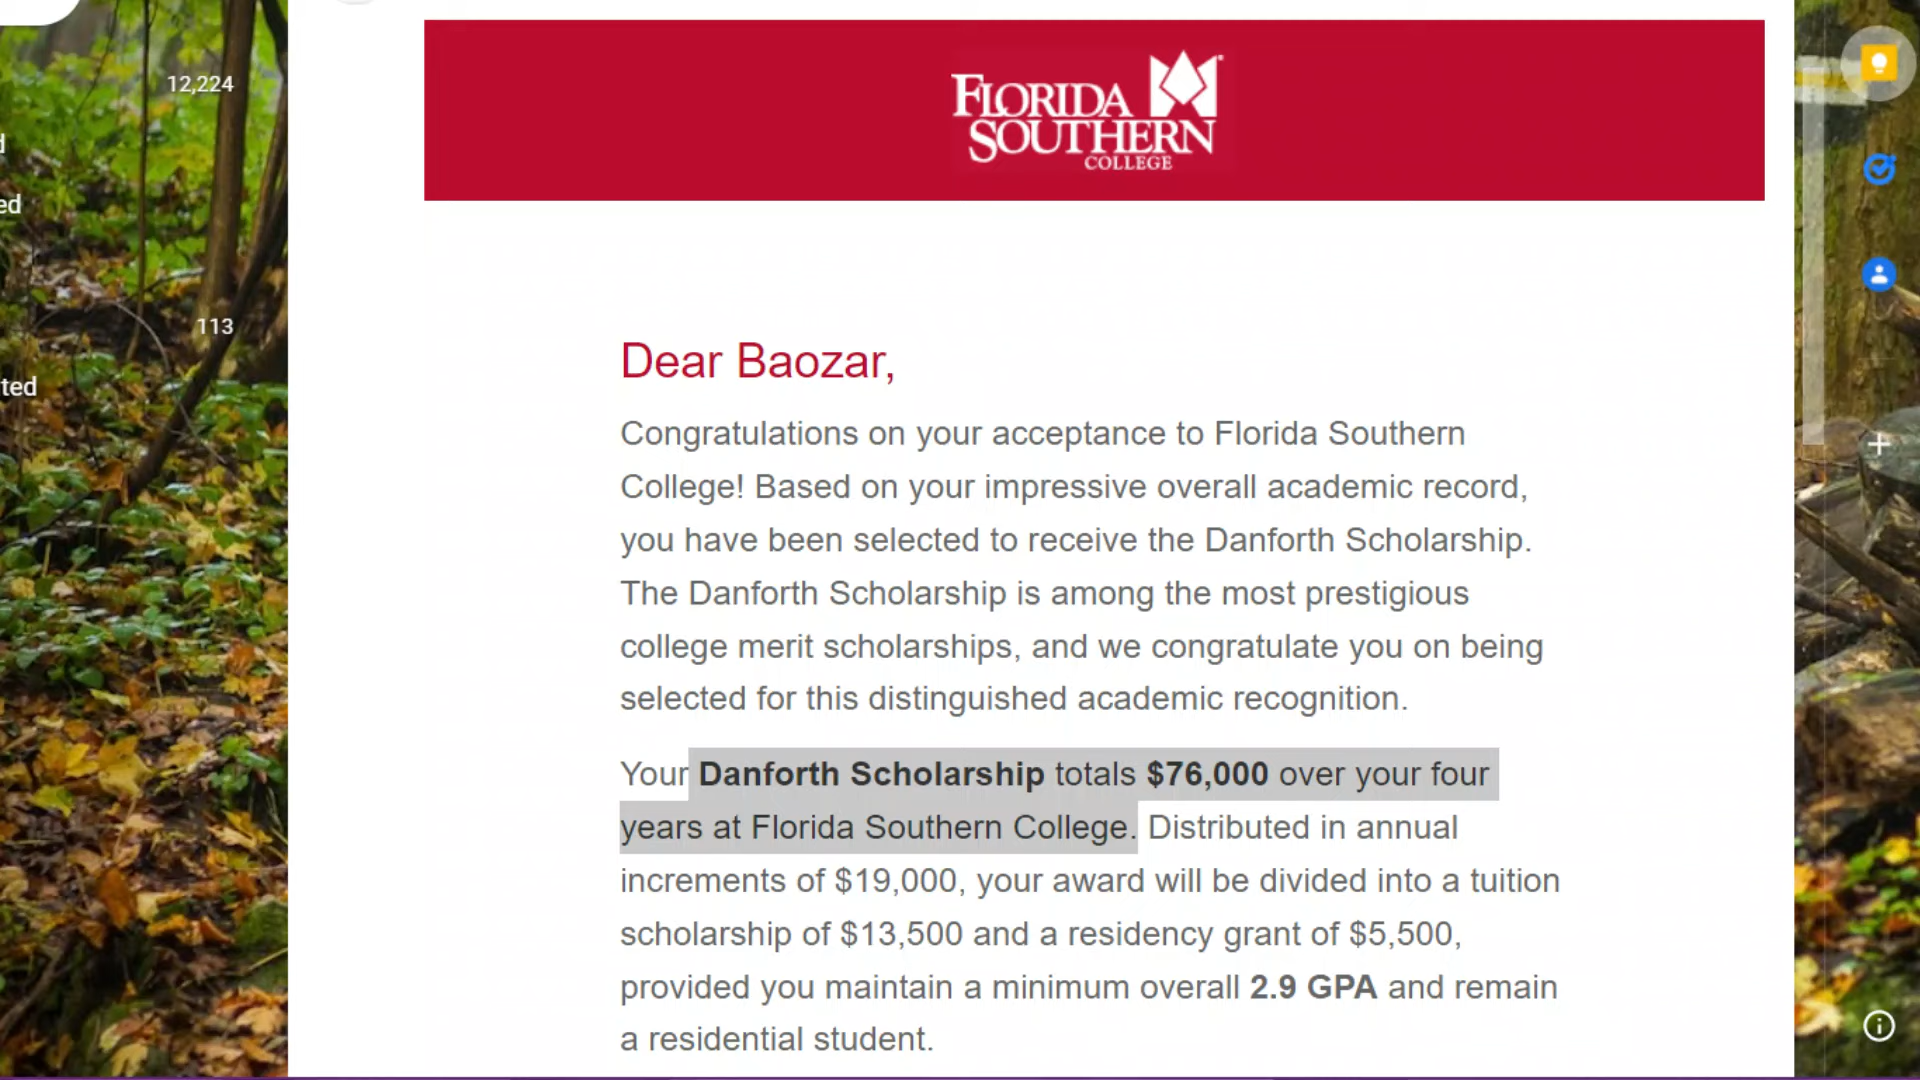 12,224
ed
113
ted
FLORIDA
SOUTHERN
COLLEGE
Dear Baozar,
Congratulations on your acceptance to Florida Southern
College! Based on your impressive overall academic record,
you have been selected to receive the Danforth Scholarship.
The Danforth Scholarship is among the most prestigious
college merit scholarships, and we congratulate you on being
selected for this distinguished academic recognition.
Your Danforth Scholarship totals $76,000 over your four
years at Florida Southern College. Distributed in annual
increments of $19,000, your award will be divided into a tuition
scholarship of $13,500 and a residency grant of $5,500,
provided you maintain a minimum overall 2.9 GPA and remain
a residential student.